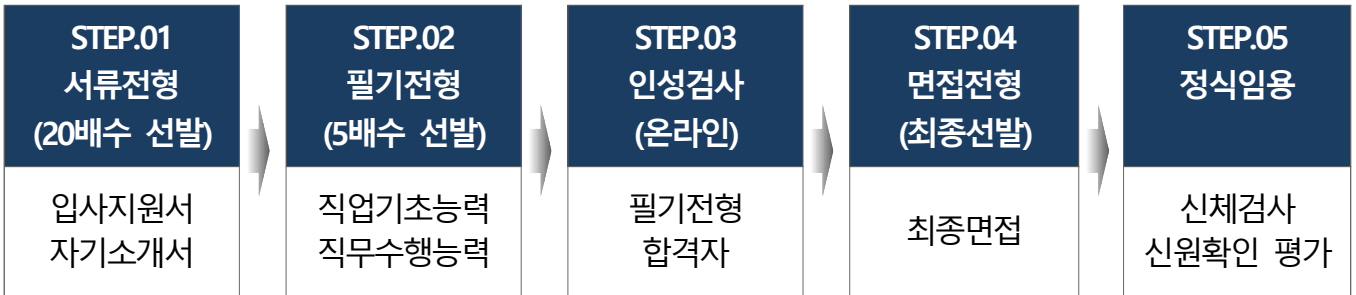 STEP.01
서류전형
(20배수 선발)
입사지원서
자기소개서
STEP.02
필기전형
(5배수 선발)
직업기초능력
직무수행능력
STEP.03
인성검사
(온라인)
필기전형
합격자
STEP.04
면접전형
(최종선발)
최종면접
STEP.05
정식임용
신체검사
신원확인 평가